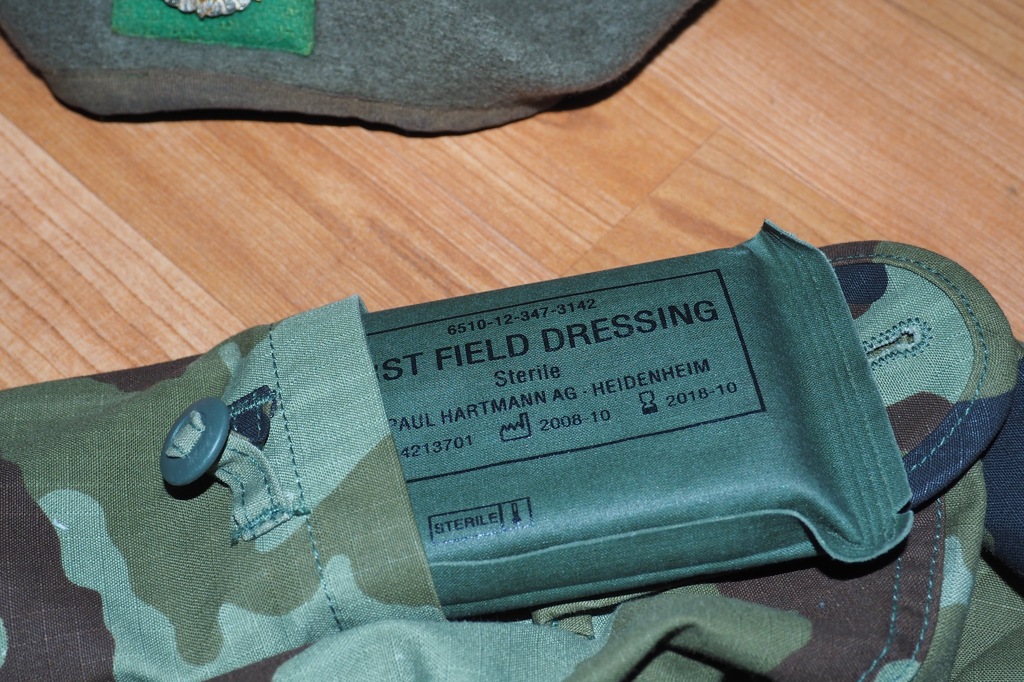 6510-12-347-3142
ST FIELD DRESSING
Sterile
PAUL HARTMANN AG · HEIDENHEIM
4213701 2008-10 2018-10
STERILE